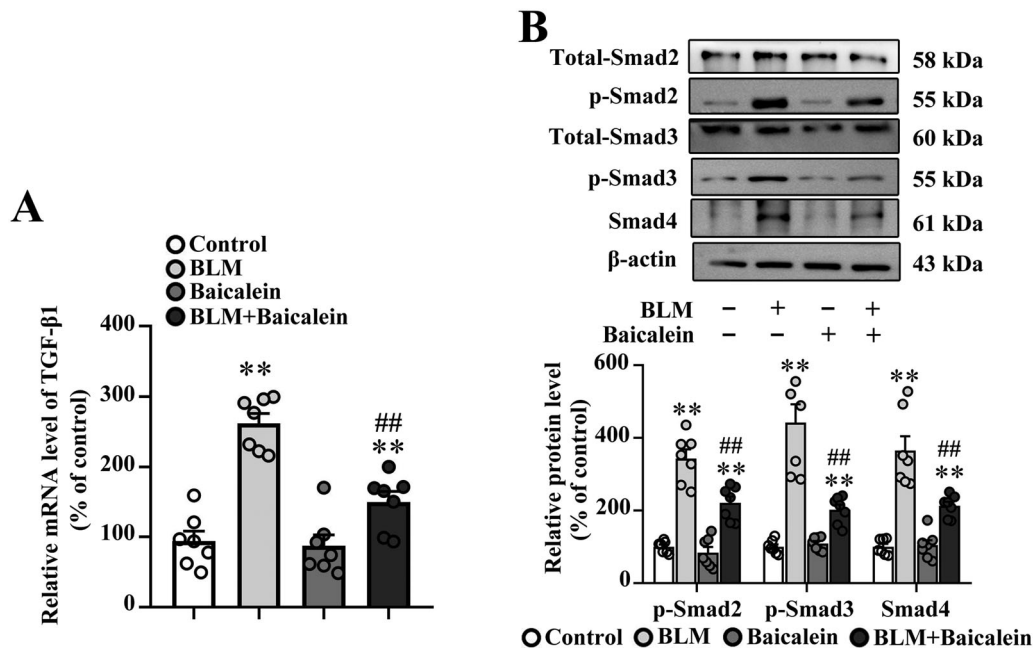 A
Control
BLM
Baicalein
BLM+Baicalein
Relative mRNA level of TGF-β1
(% of control)
400
300
200
100
0
**
##
**
B
Total-Smad2 58 kDa
p-Smad2 55 kDa
Total-Smad3 60 kDa
p-Smad3 55 kDa
Smad4 61 kDa
β-actin 43 kDa
BLM − + − +
Baicalein − − + +
Relative protein level
(% of control)
600
400
200
0
**
##
**
**
##
**
**
##
**
p-Smad2 p-Smad3 Smad4
Control BLM Baicalein BLM+Baicalein